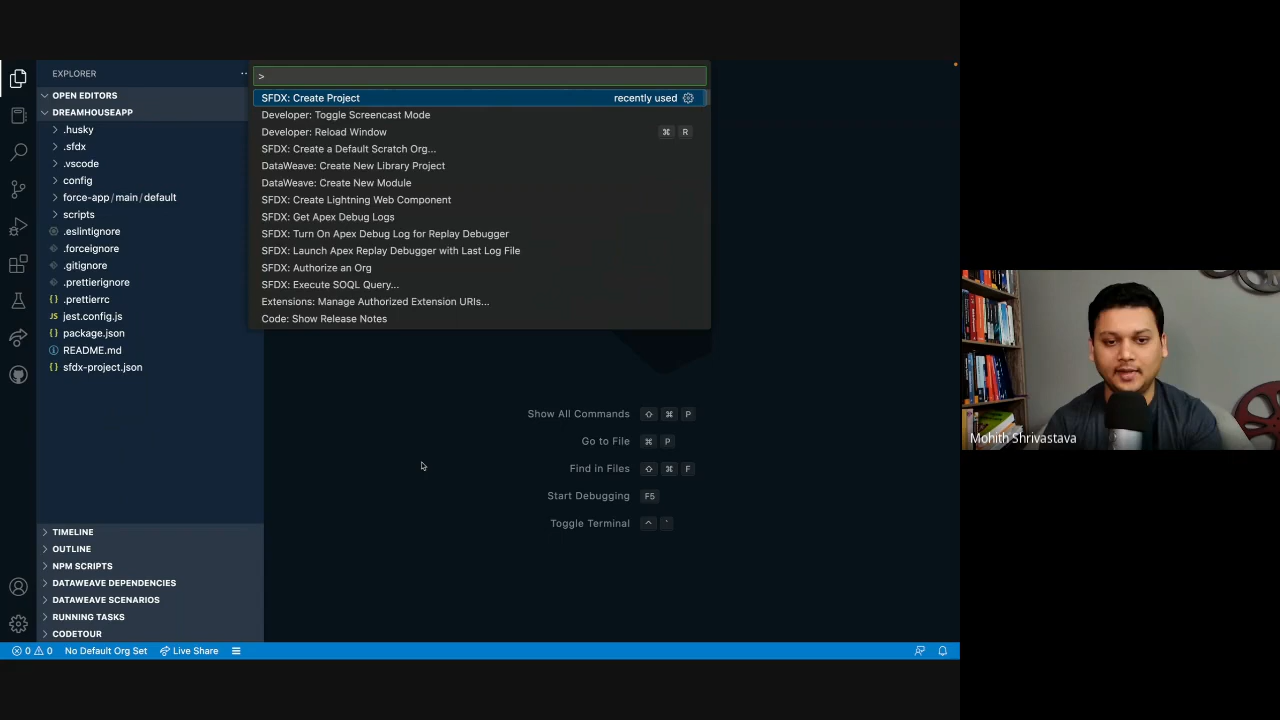 EXPLORER
OPEN EDITORS
DREAMHOUSEAPP
.husky
.sfdx
.vscode
config
force-app/main/default
scripts
.eslintignore
.forceignore
.gitignore
.prettierignore
{} .prettierrc
JS jest.config.js
{} package.json
README.md
{} sfdx-project.json
TIMELINE
OUTLINE
NPM SCRIPTS
DATAWEAVE DEPENDENCIES
DATAWEAVE SCENARIOS
RUNNING TASKS
CODETOUR
>
SFDX: Create Project recently used
Developer: Toggle Screencast Mode
Developer: Reload Window ⌘ R
SFDX: Create a Default Scratch Org...
DataWeave: Create New Library Project
DataWeave: Create New Module
SFDX: Create Lightning Web Component
SFDX: Get Apex Debug Logs
SFDX: Turn On Apex Debug Log for Replay Debugger
SFDX: Launch Apex Replay Debugger with Last Log File
SFDX: Authorize an Org
SFDX: Execute SOQL Query...
Extensions: Manage Authorized Extension URIs...
Code: Show Release Notes
Show All Commands ⇧ ⌘ P
Go to File ⌘ P
Find in Files ⇧ ⌘ F
Start Debugging F5
Toggle Terminal ^ `
0 0 No Default Org Set Live Share
Mohith Shrivastava